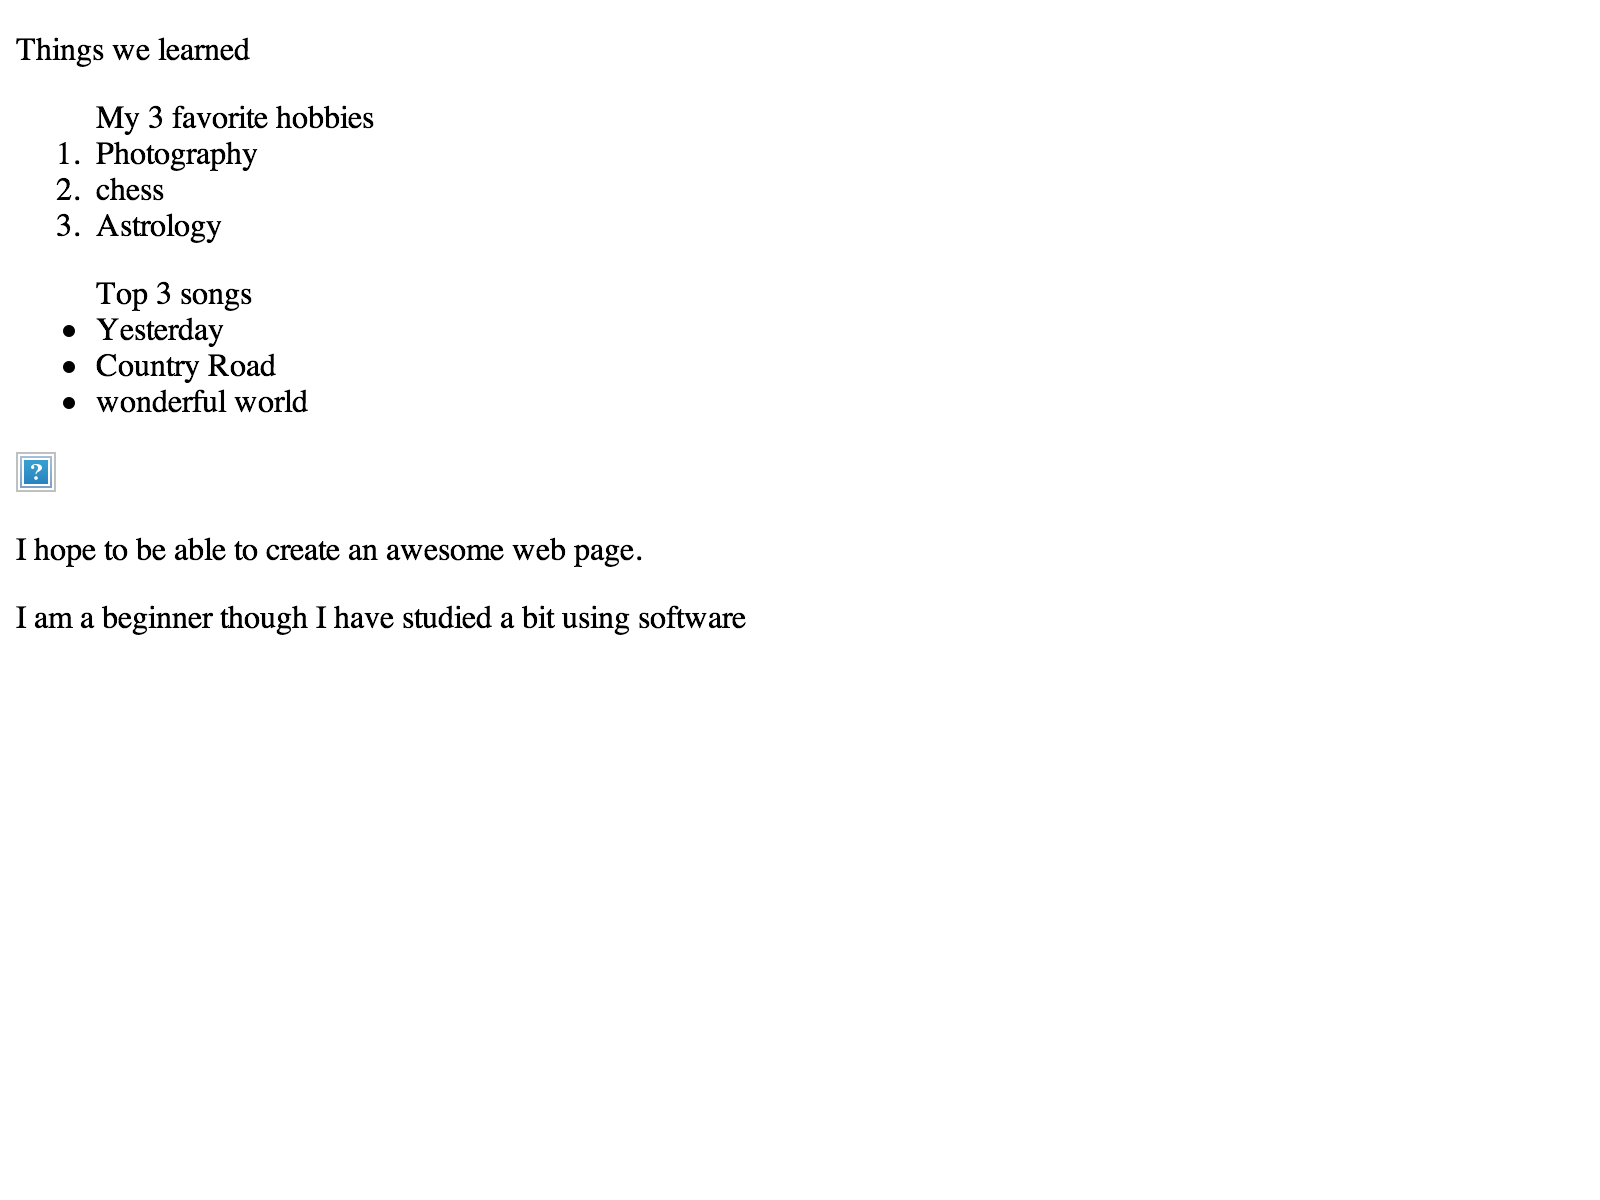 Things we learned
My 3 favorite hobbies
1. Photography
2. chess
3. Astrology
Top 3 songs
• Yesterday
• Country Road
• wonderful world
?
I hope to be able to create an awesome web page.
I am a beginner though I have studied a bit using software